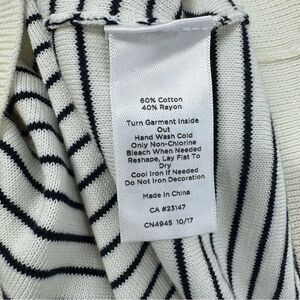 60% Cotton
40% Rayon
Turn Garment Inside
Out
Hand Wash Cold
Only Non-Chlorine
Bleach When Needed
Reshape, Lay Flat To
Dry
Cool Iron If Needed
Do Not Iron Decoration
Made In China
CA #23147
CN4945 10/17